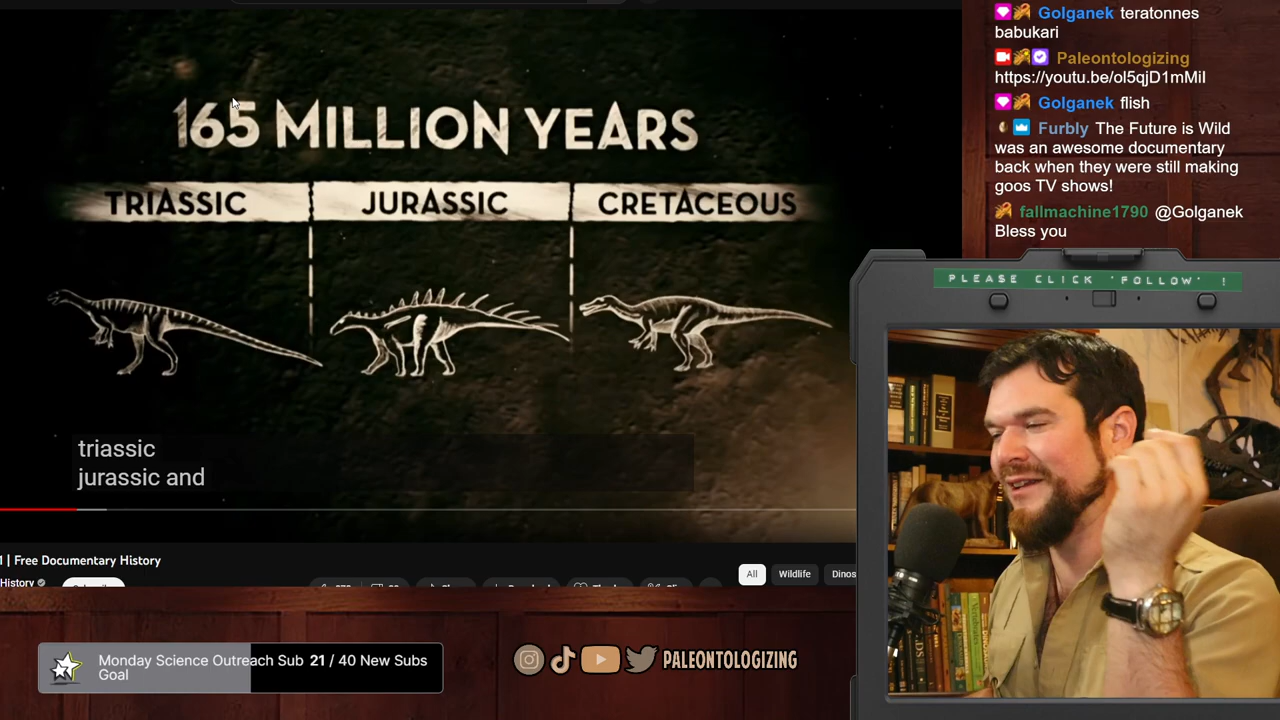 165 MILLION YEARS
TRIASSIC
JURASSIC
CRETACEOUS
triassic
jurassic and
| Free Documentary History
History
All
Wildlife
Dinos
Monday Science Outreach Sub 21 / 40 New Subs
Goal
PALEONTOLOGIZING
Golganek teratonnes
babukari
Paleontologizing
https://youtu.be/ol5qjD1mMiI
Golganek flish
Furbly The Future is Wild
was an awesome documentary
back when they were still making
goos TV shows!
fallmachine1790 @Golganek
Bless you
PLEASE CLICK 'FOLLOW' !